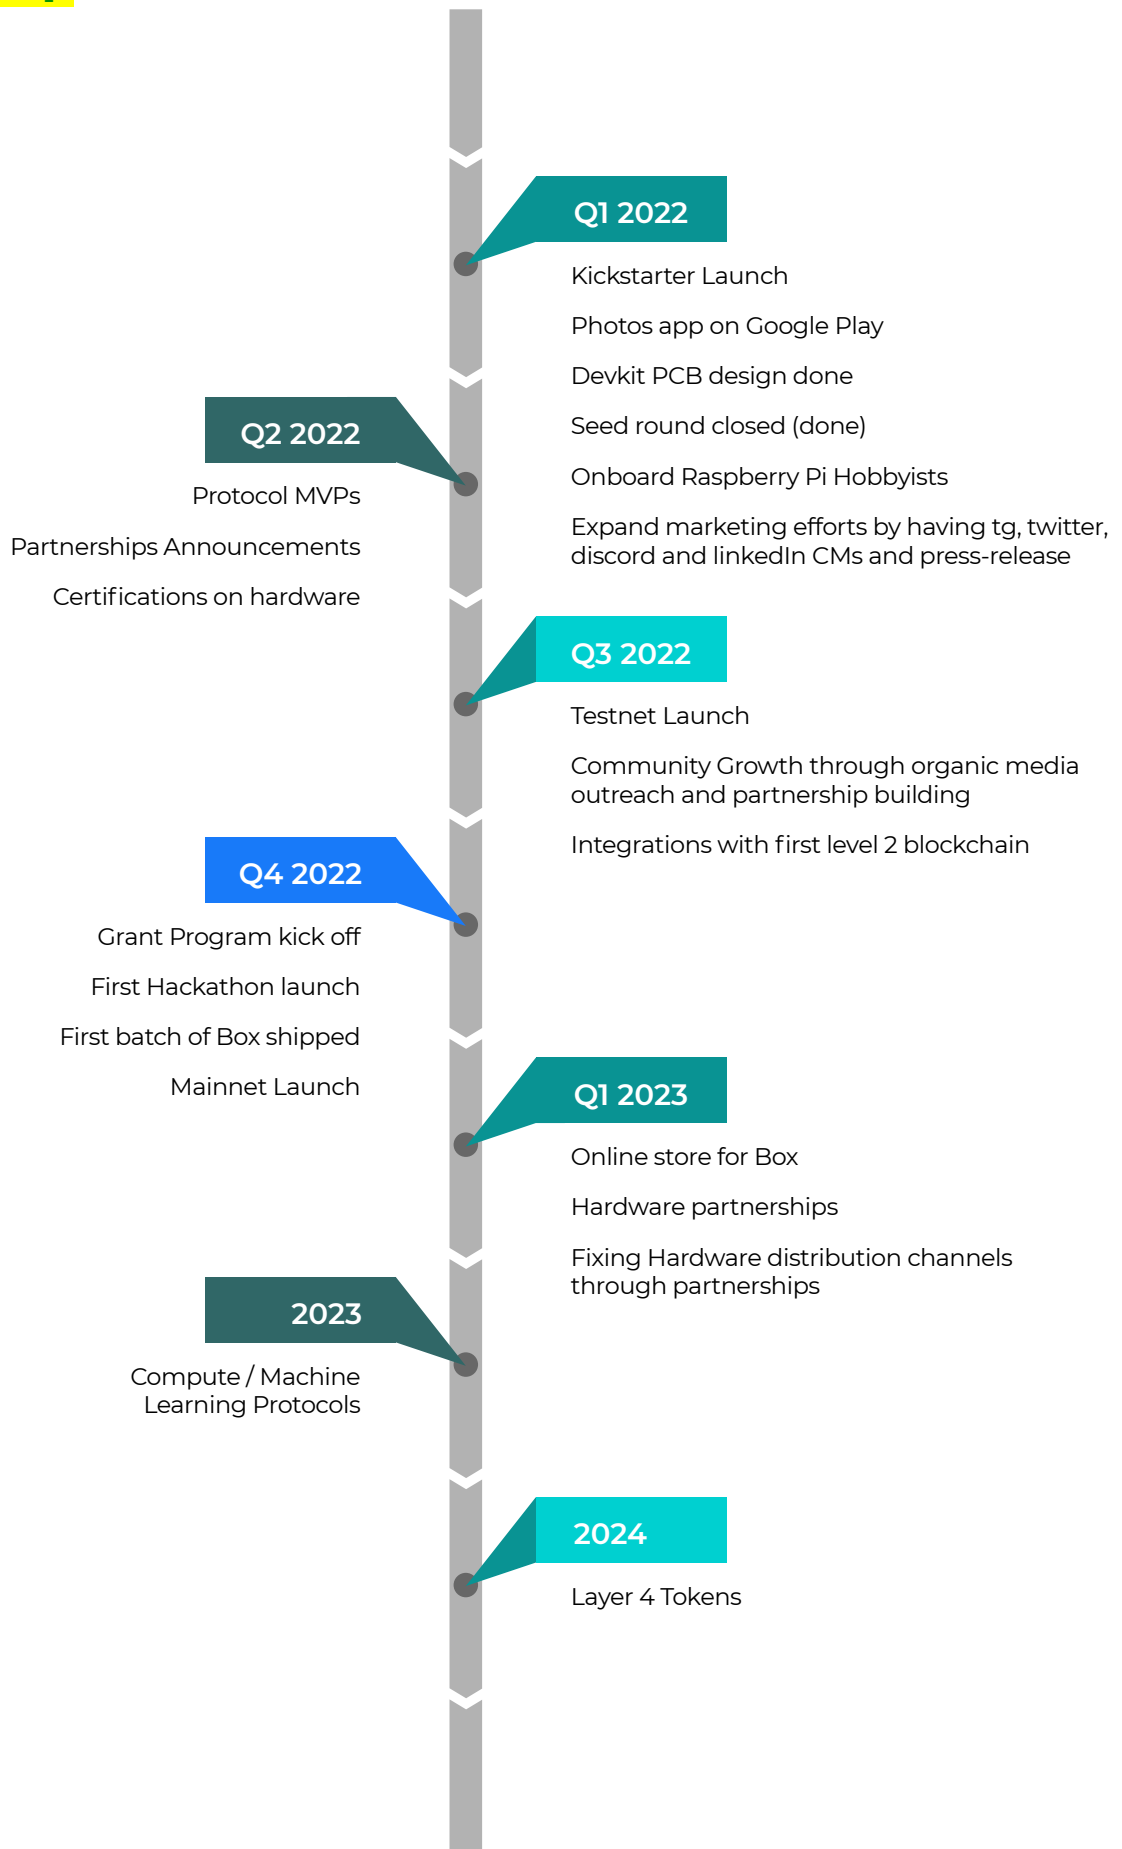 Q1 2022
Kickstarter Launch
Photos app on Google Play
Devkit PCB design done
Seed round closed (done)
Onboard Raspberry Pi Hobbyists
Expand marketing efforts by having tg, twitter,
discord and linkedIn CMs and press-release
Q2 2022
Protocol MVPs
Partnerships Announcements
Certifications on hardware
Q3 2022
Testnet Launch
Community Growth through organic media
outreach and partnership building
Integrations with first level 2 blockchain
Q4 2022
Grant Program kick off
First Hackathon launch
First batch of Box shipped
Mainnet Launch
Q1 2023
Online store for Box
Hardware partnerships
Fixing Hardware distribution channels
through partnerships
2023
Compute / Machine
Learning Protocols
2024
Layer 4 Tokens